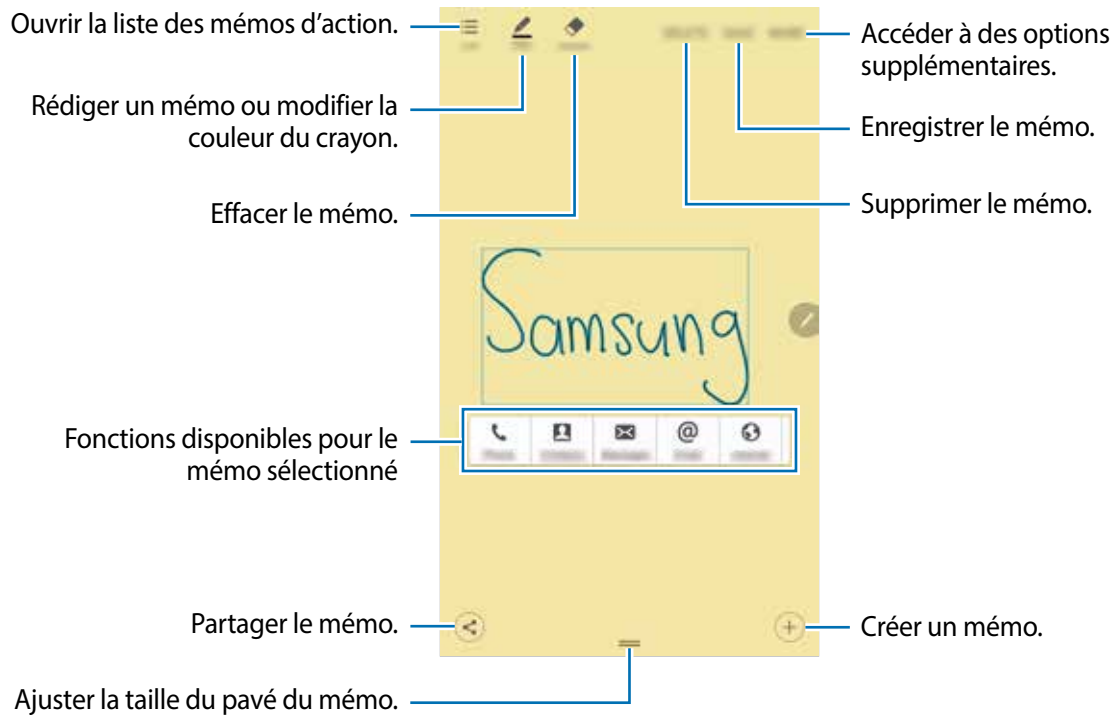 Ouvrir la liste des mémos d’action.
Rédiger un mémo ou modifier la
couleur du crayon.
Effacer le mémo.
Fonctions disponibles pour le
mémo sélectionné
Partager le mémo.
Ajuster la taille du pavé du mémo.
Samsung
Accéder à des options
supplémentaires.
Enregistrer le mémo.
Supprimer le mémo.
Créer un mémo.